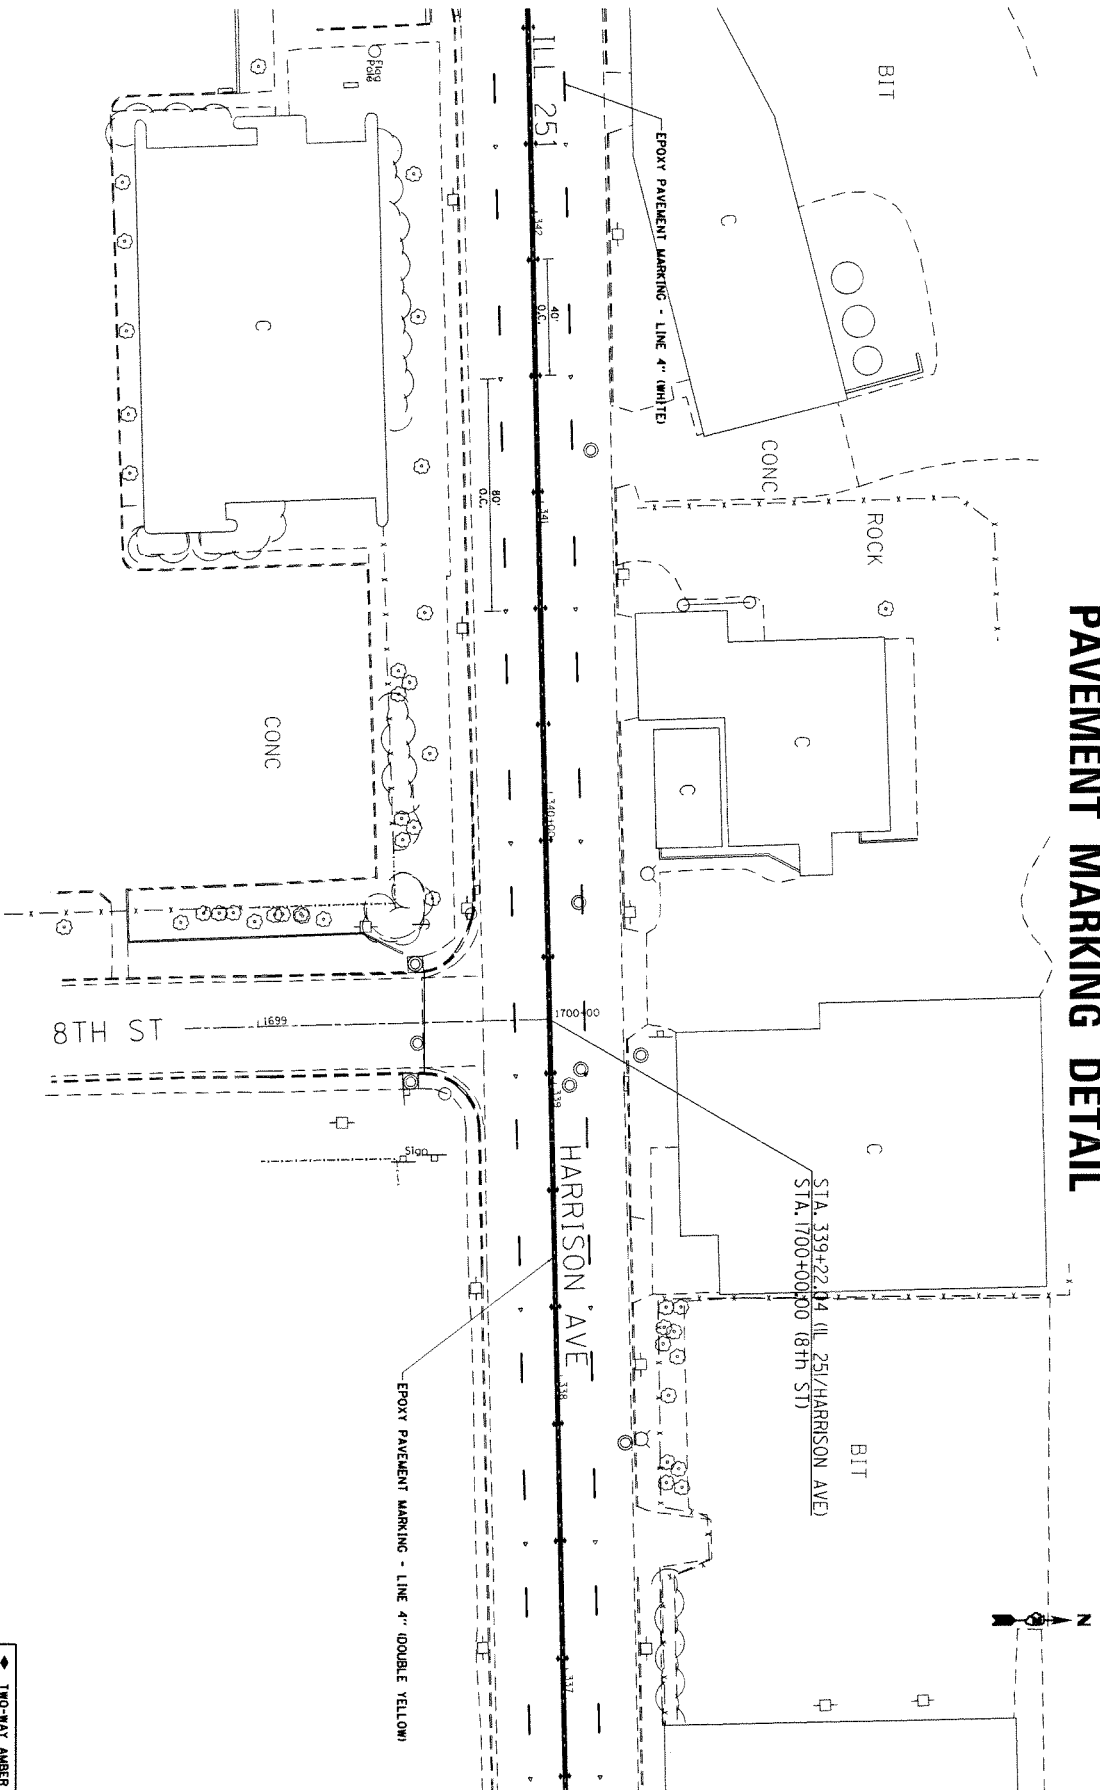 PAVEMENT MARKING DETAIL
N
BIT
C
CONC
ROCK
C
C
C
BIT
STA. 339+22.04 (IL 251/HARRISON AVE)
STA. 1700+00.00 (8th ST)
EPOXY PAVEMENT MARKING - LINE 4" (WHITE)
ILL 251
342
40'
O.C.
341
80'
O.C.
340+00
1700+00
339
HARRISON AVE
338
337
EPOXY PAVEMENT MARKING - LINE 4" (DOUBLE YELLOW)
Flag
Pole
C
CONC
1699
8TH ST
Sign
TWO-WAY AMBER